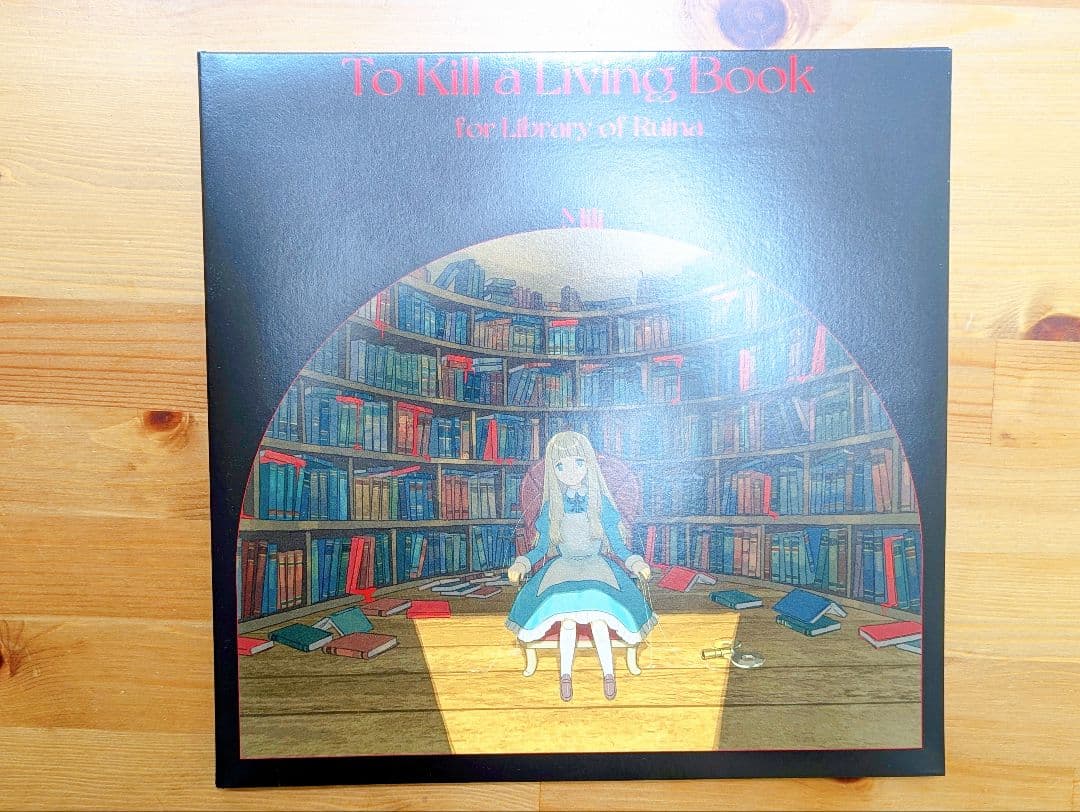 To Kill a Living Book
for Library of Ruina
Mili